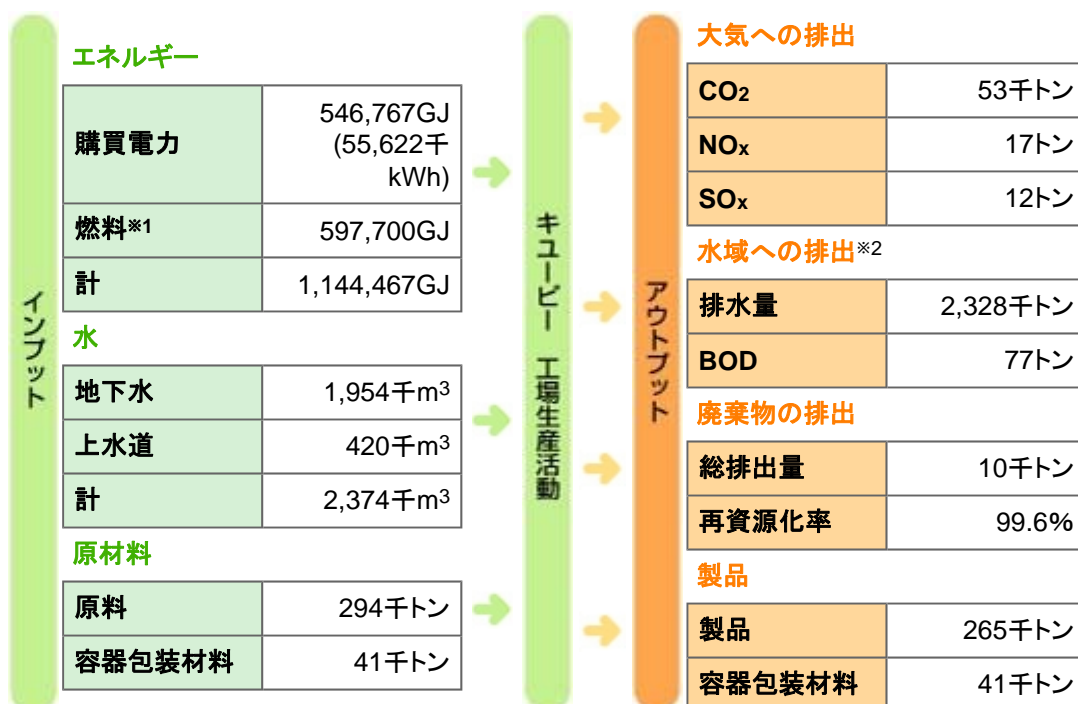 インプット
エネルギー
購買電力 546,767GJ
(55,622千
kWh)
燃料※1 597,700GJ
計 1,144,467GJ
水
地下水 1,954千m3
上水道 420千m3
計 2,374千m3
原材料
原料 294千トン
容器包装材料 41千トン
キユーピー 工場生産活動
アウトプット
大気への排出
CO2 53千トン
NOx 17トン
SOx 12トン
水域への排出※2
排水量 2,328千トン
BOD 77トン
廃棄物の排出
総排出量 10千トン
再資源化率 99.6%
製品
製品 265千トン
容器包装材料 41千トン